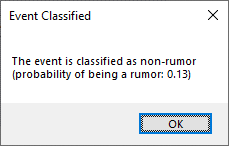 Event Classified
The event is classified as non-rumor
(probability of being a rumor: 0.13)
OK